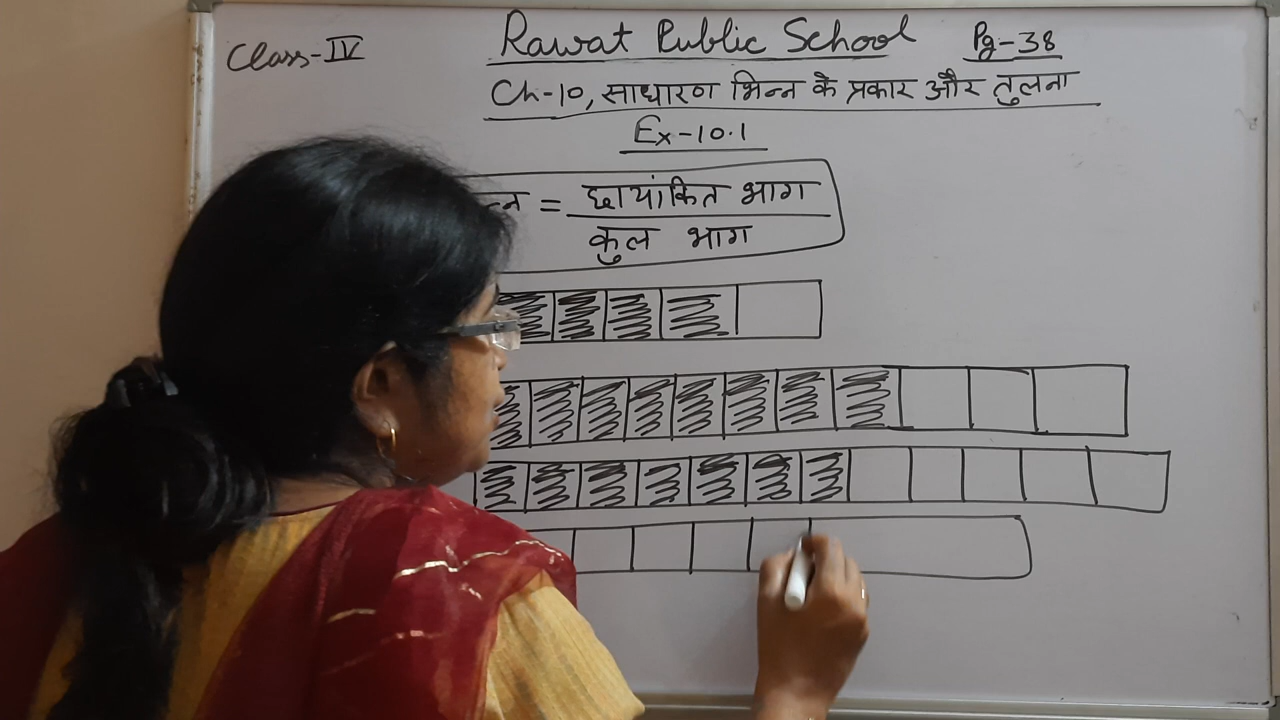 Class-IV
Rawat Public School
Pg-38
Ch-10, साधारण भिन्न के प्रकार और तुलना
Ex-10.1
= छायांकित भाग
कुल भाग